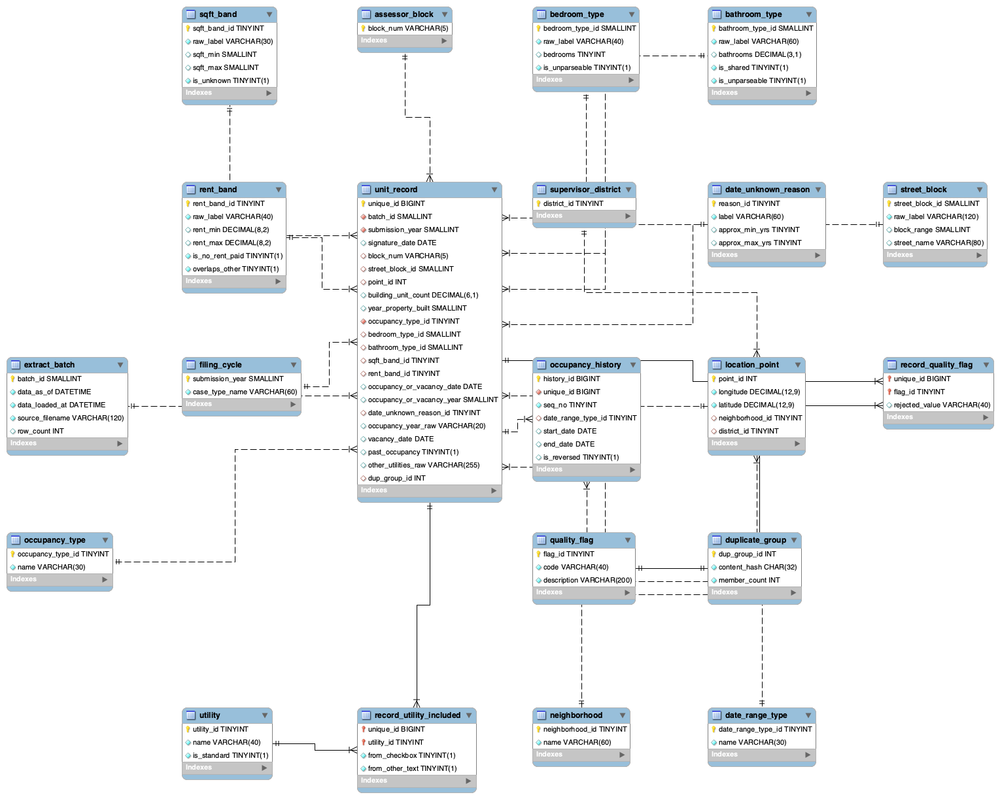 sqft_band
sqft_band_id TINYINT
raw_label VARCHAR(30)
sqft_min SMALLINT
sqft_max SMALLINT
is_unknown TINYINT(1)
Indexes
assessor_block
block_num VARCHAR(5)
Indexes
bedroom_type
bedroom_type_id SMALLINT
raw_label VARCHAR(40)
bedrooms TINYINT
is_unparseable TINYINT(1)
Indexes
bathroom_type
bathroom_type_id SMALLINT
raw_label VARCHAR(60)
bathrooms DECIMAL(3,1)
is_shared TINYINT(1)
is_unparseable TINYINT(1)
Indexes
rent_band
rent_band_id TINYINT
raw_label VARCHAR(40)
rent_min DECIMAL(8,2)
rent_max DECIMAL(8,2)
is_no_rent_paid TINYINT(1)
overlaps_other TINYINT(1)
Indexes
unit_record
unique_id BIGINT
batch_id SMALLINT
submission_year SMALLINT
signature_date DATE
block_num VARCHAR(5)
street_block_id SMALLINT
point_id INT
building_unit_count DECIMAL(6,1)
year_property_built SMALLINT
occupancy_type_id TINYINT
bedroom_type_id SMALLINT
bathroom_type_id SMALLINT
sqft_band_id TINYINT
rent_band_id TINYINT
occupancy_or_vacancy_date DATE
occupancy_or_vacancy_year SMALLINT
date_unknown_reason_id TINYINT
occupancy_year_raw VARCHAR(20)
vacancy_date DATE
past_occupancy TINYINT(1)
other_utilities_raw VARCHAR(255)
dup_group_id INT
Indexes
supervisor_district
district_id TINYINT
Indexes
date_unknown_reason
reason_id TINYINT
label VARCHAR(60)
approx_min_yrs TINYINT
approx_max_yrs TINYINT
Indexes
street_block
street_block_id SMALLINT
raw_label VARCHAR(120)
block_range SMALLINT
street_name VARCHAR(80)
Indexes
extract_batch
batch_id SMALLINT
data_as_of DATETIME
data_loaded_at DATETIME
source_filename VARCHAR(120)
row_count INT
Indexes
filing_cycle
submission_year SMALLINT
case_type_name VARCHAR(60)
Indexes
occupancy_history
history_id BIGINT
unique_id BIGINT
seq_no TINYINT
date_range_type_id TINYINT
start_date DATE
end_date DATE
is_reversed TINYINT(1)
Indexes
location_point
point_id INT
longitude DECIMAL(12,9)
latitude DECIMAL(12,9)
neighborhood_id TINYINT
district_id TINYINT
Indexes
record_quality_flag
unique_id BIGINT
flag_id TINYINT
rejected_value VARCHAR(40)
Indexes
occupancy_type
occupancy_type_id TINYINT
name VARCHAR(30)
Indexes
quality_flag
flag_id TINYINT
code VARCHAR(40)
description VARCHAR(200)
Indexes
duplicate_group
dup_group_id INT
content_hash CHAR(32)
member_count INT
Indexes
utility
utility_id TINYINT
name VARCHAR(40)
is_standard TINYINT(1)
Indexes
record_utility_included
unique_id BIGINT
utility_id TINYINT
from_checkbox TINYINT(1)
from_other_text TINYINT(1)
Indexes
neighborhood
neighborhood_id TINYINT
name VARCHAR(60)
Indexes
date_range_type
date_range_type_id TINYINT
name VARCHAR(30)
Indexes